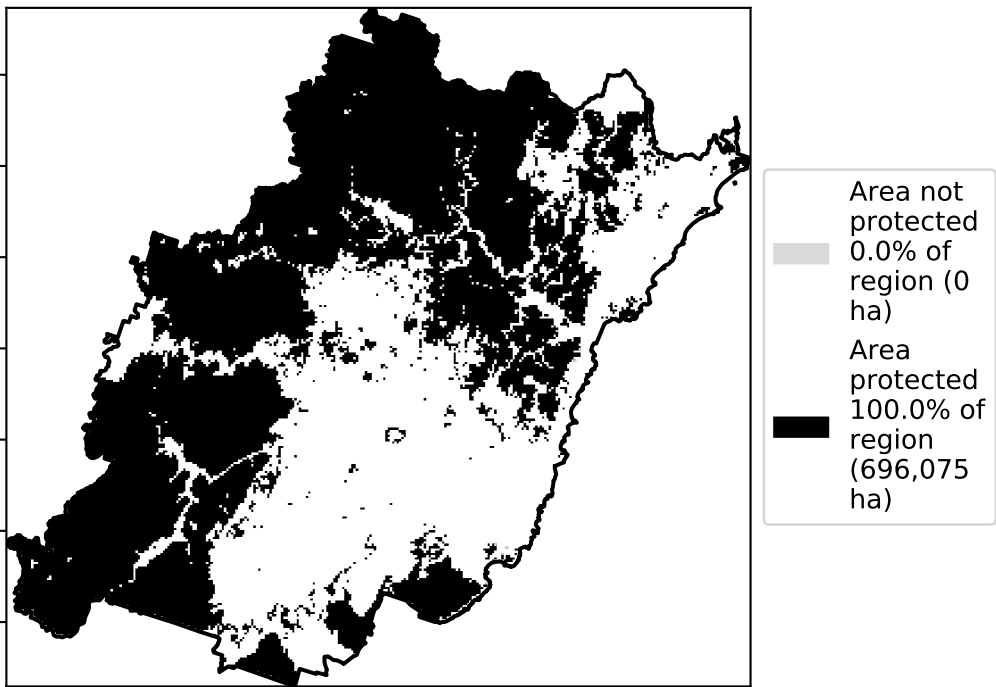 Area not
protected
0.0% of
region (0
ha)
Area
protected
100.0% of
region
(696,075
ha)